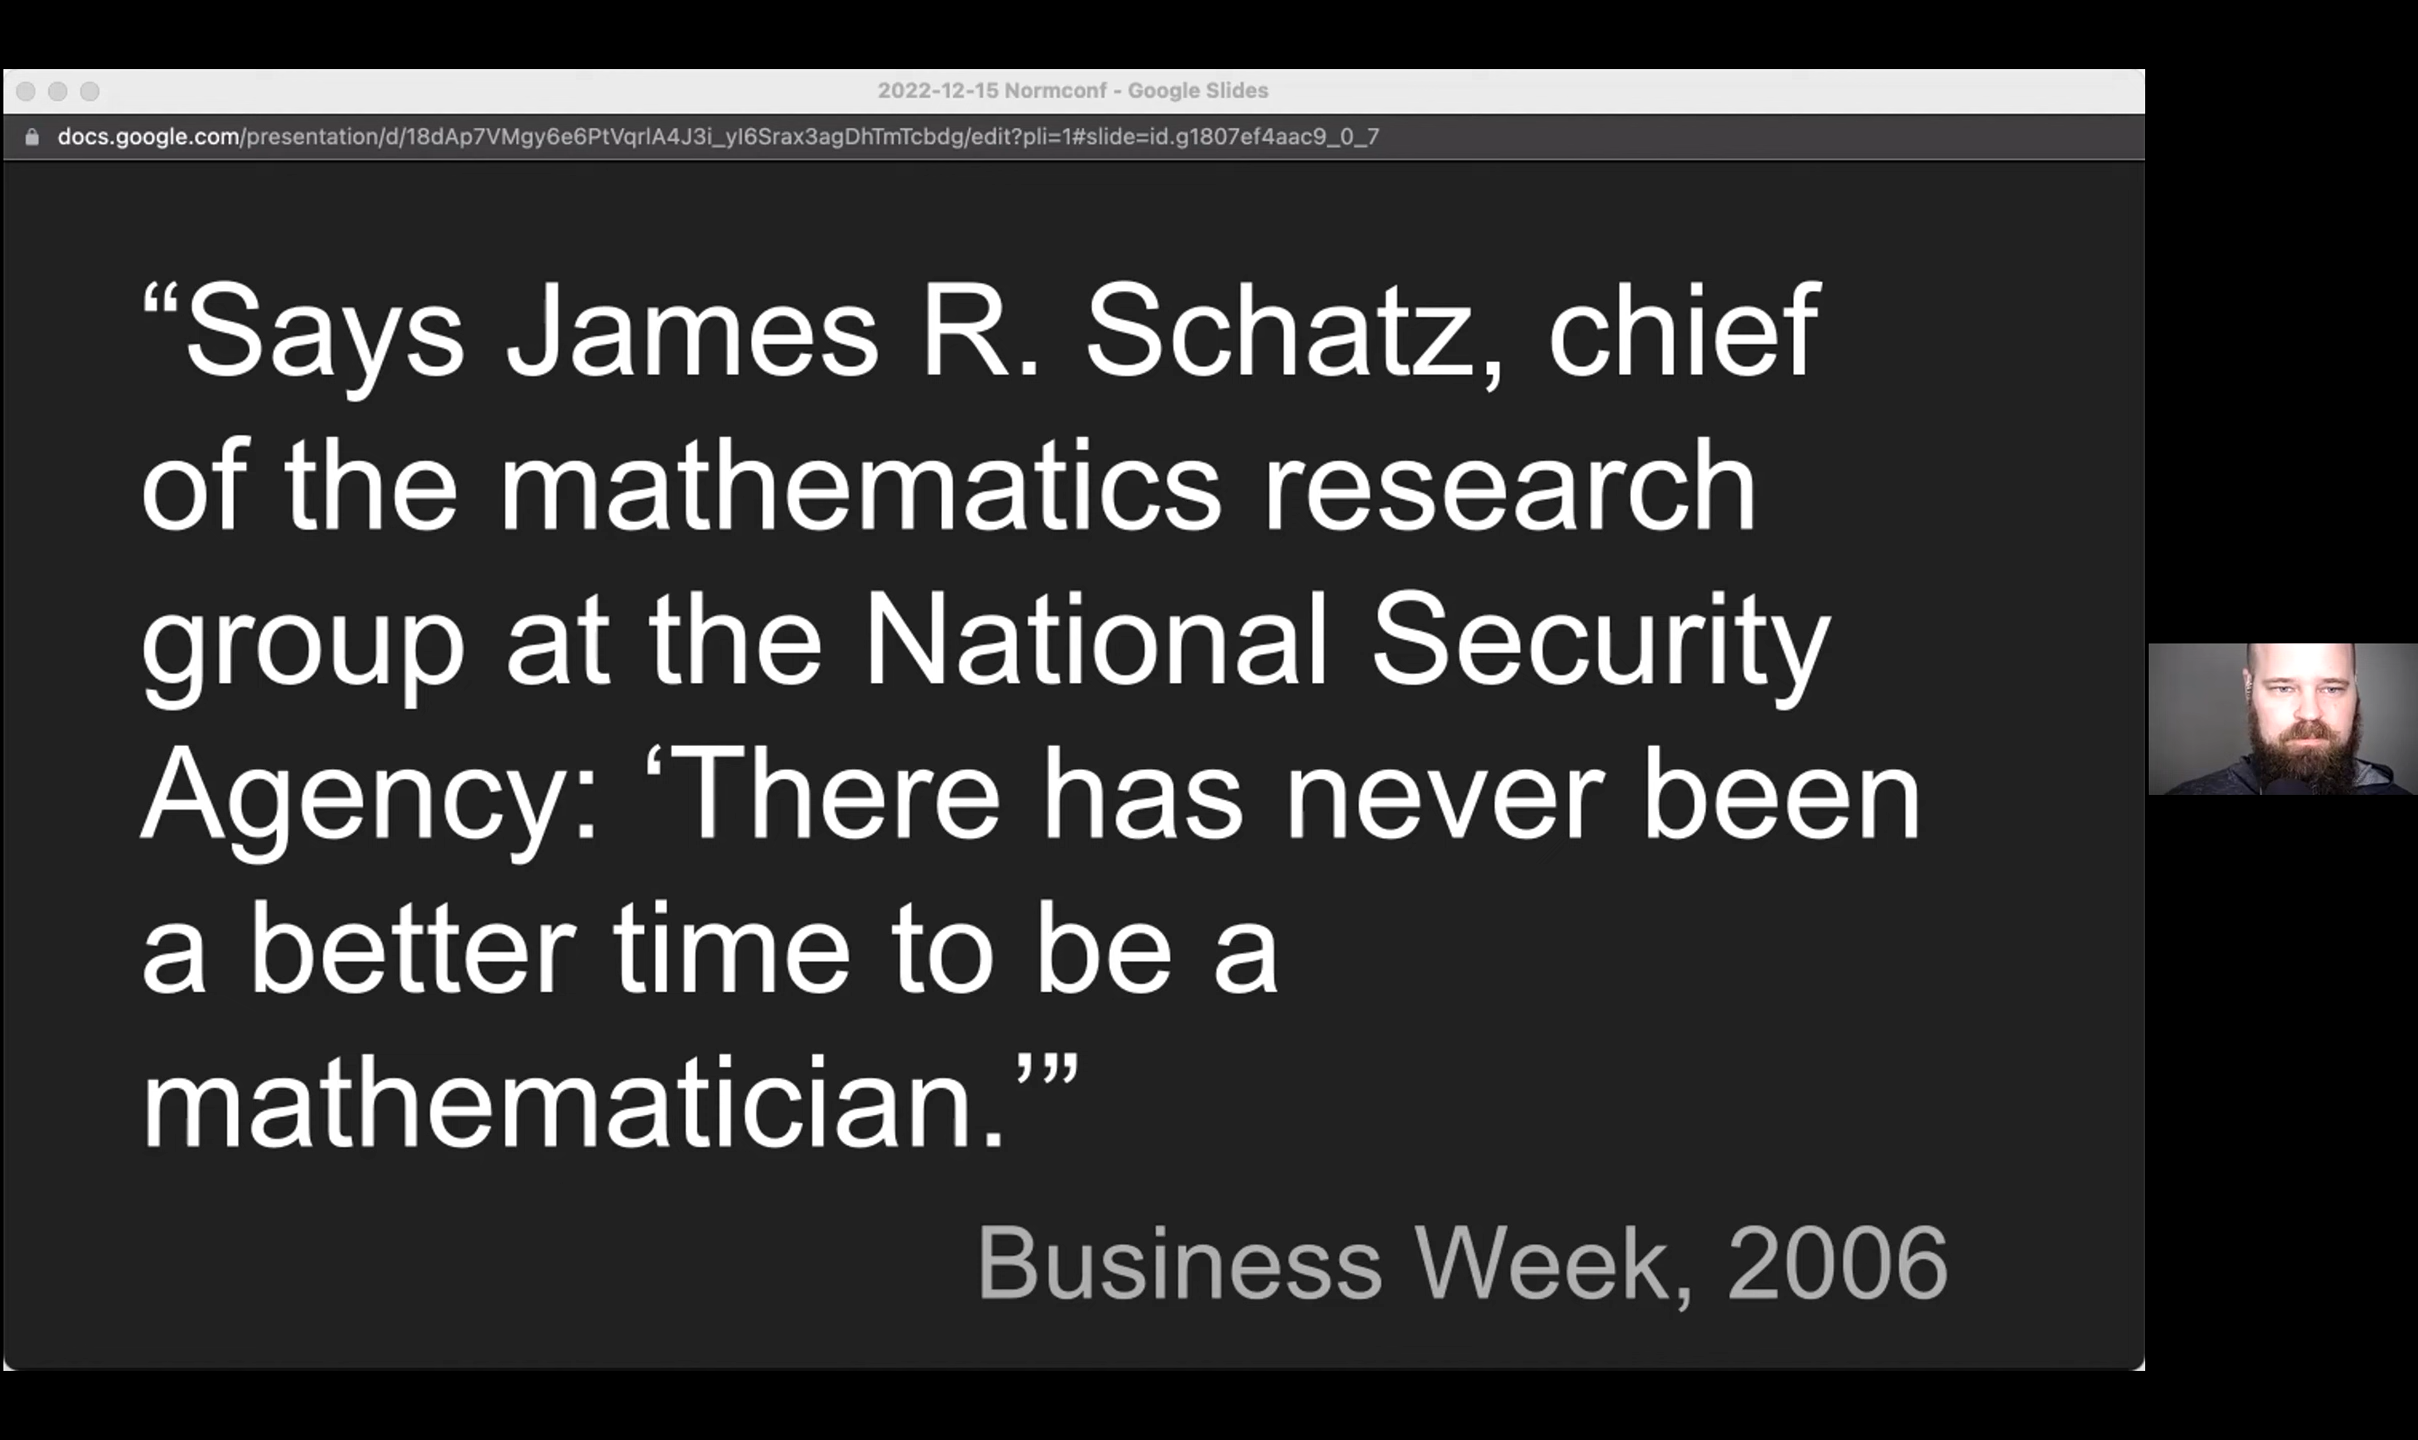 2022-12-15 Normconf - Google Slides
docs.google.com/presentation/d/18dAp7VMgy6e6PtVqrlA4J3i_yI6Srax3agDhTmTcbdg/edit?pli=1#slide=id.g1807ef4aac9_0_7
“Says James R. Schatz, chief
of the mathematics research
group at the National Security
Agency: ‘There has never been
a better time to be a
mathematician.’”
Business Week, 2006